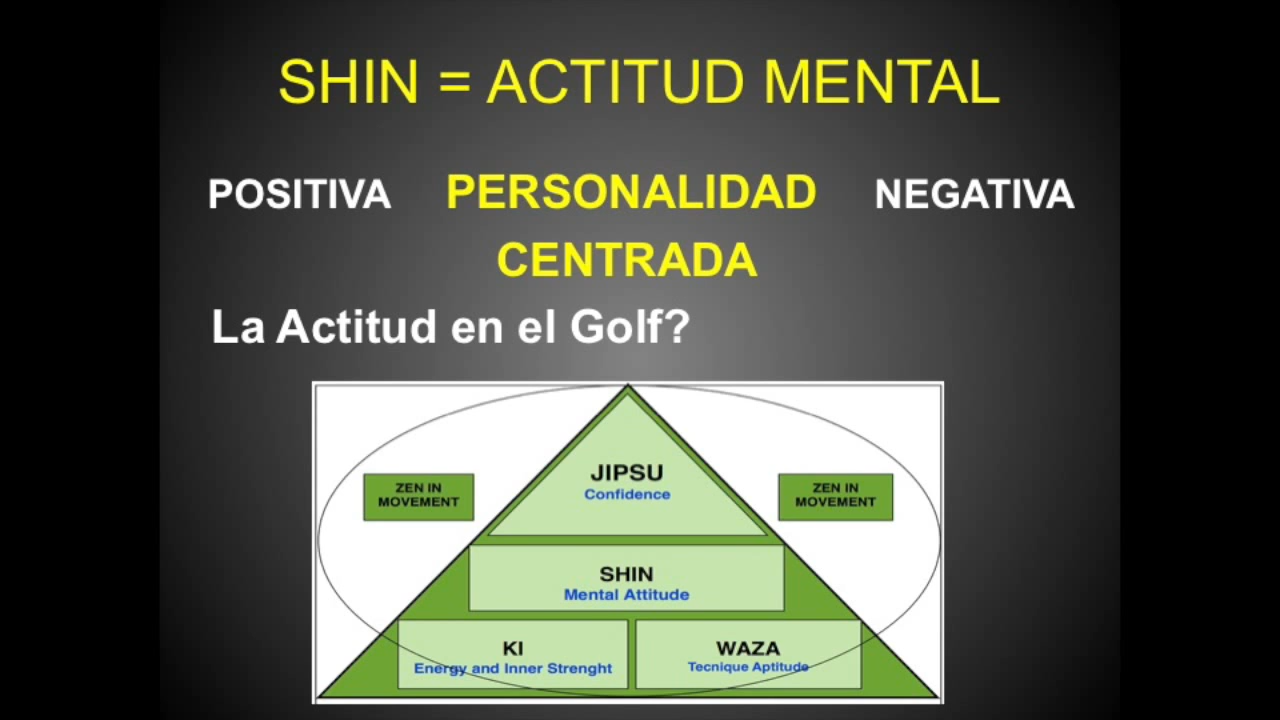 SHIN = ACTITUD MENTAL
POSITIVA PERSONALIDAD NEGATIVA
CENTRADA
La Actitud en el Golf?
JIPSU
Confidence
ZEN IN
MOVEMENT
ZEN IN
MOVEMENT
SHIN
Mental Attitude
KI
Energy and Inner Strenght
WAZA
Tecnique Aptitude